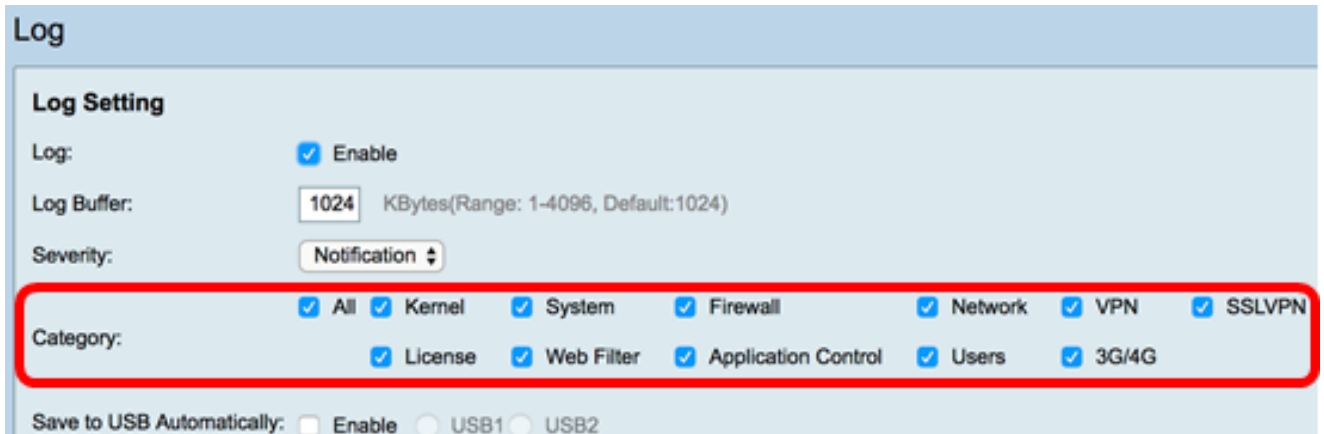 Log
Log Setting
Log: Enable
Log Buffer: 1024 KBytes(Range: 1-4096, Default:1024)
Severity: Notification
Category: All Kernel System Firewall Network VPN SSLVPN
License Web Filter Application Control Users 3G/4G
Save to USB Automatically: Enable USB1 USB2